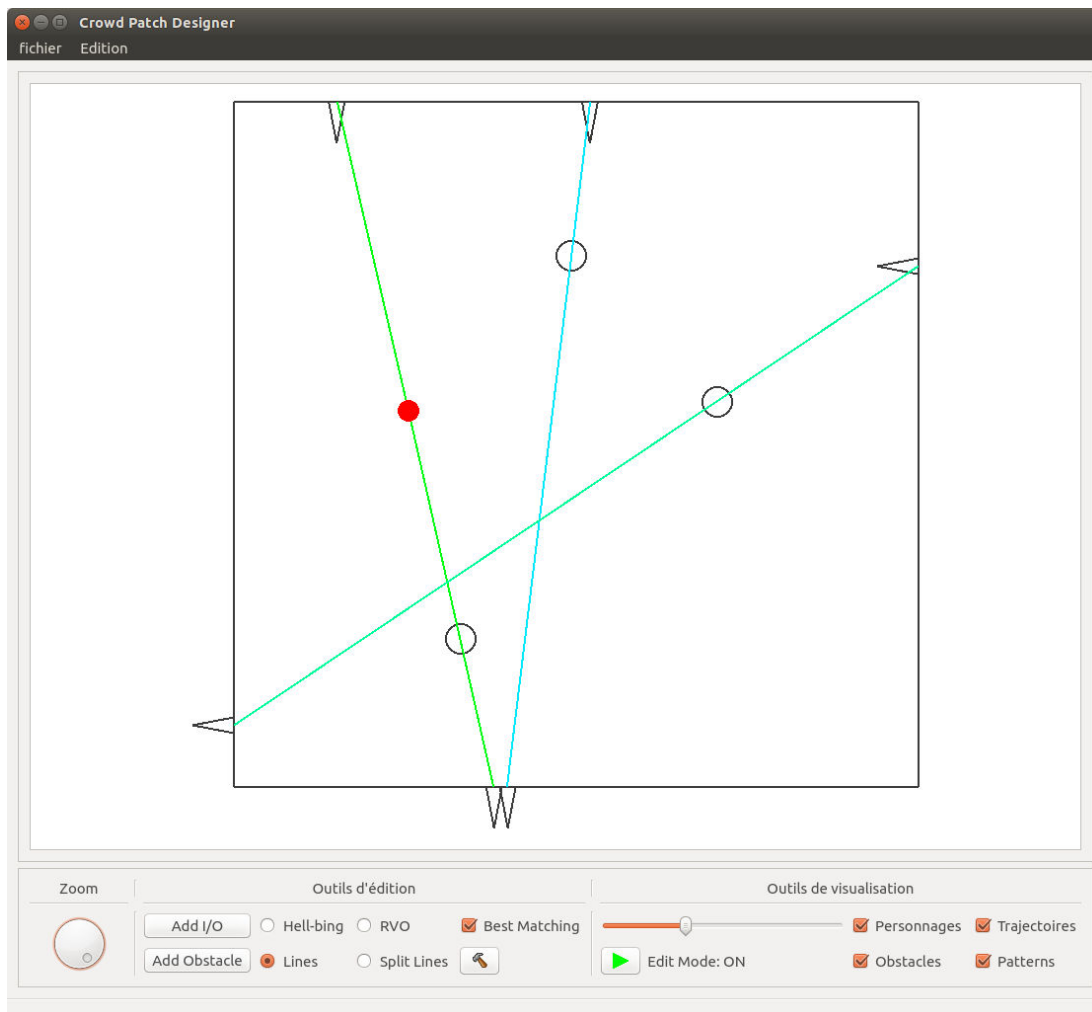 Crowd Patch Designer
fichier Edition
Zoom Outils d'édition Outils de visualisation
Add I/O Hell-bing RVO Best Matching Personnages Trajectoires
Add Obstacle Lines Split Lines Edit Mode: ON Obstacles Patterns